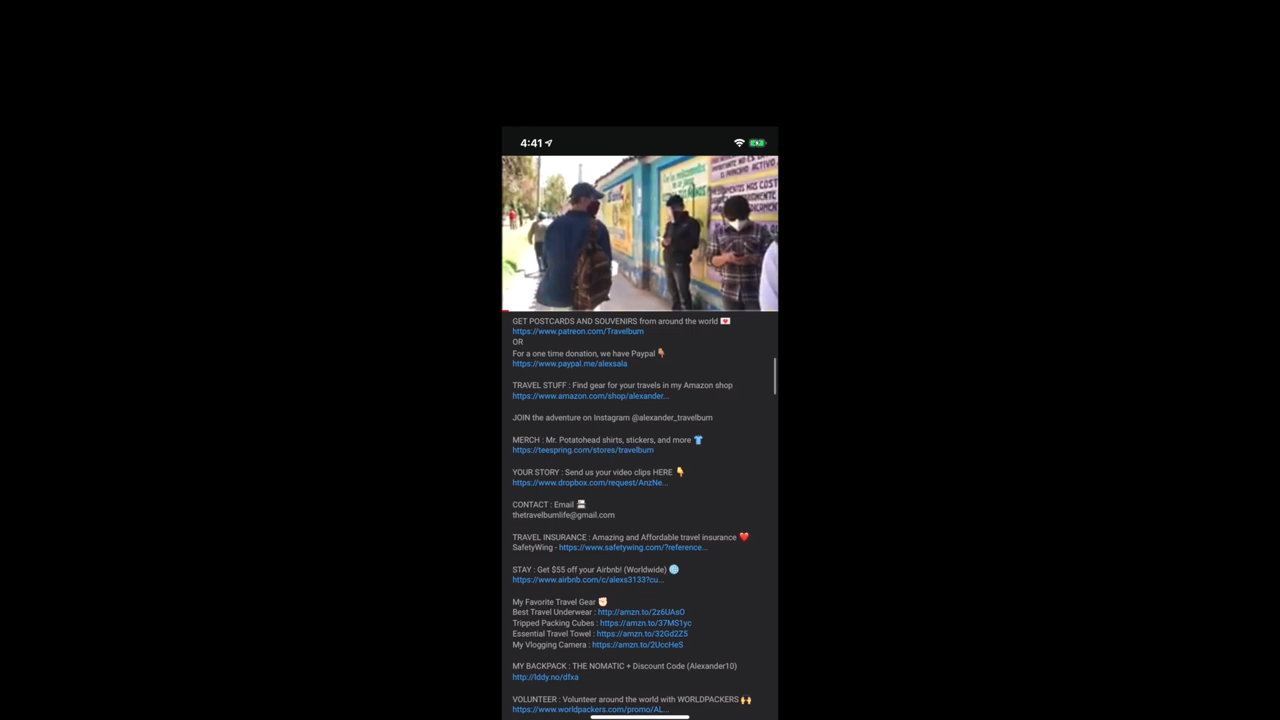 4:41
GET POSTCARDS AND SOUVENIRS from around the world 💌
https://www.patreon.com/Travelbum
OR
For a one time donation, we have Paypal 👇🏽
https://www.paypal.me/alexsala
TRAVEL STUFF : Find gear for your travels in my Amazon shop
https://www.amazon.com/shop/alexander...
JOIN the adventure on Instagram @alexander_travelbum
MERCH : Mr. Potatohead shirts, stickers, and more 👕
https://teespring.com/stores/travelbum
YOUR STORY : Send us your video clips HERE 👇
https://www.dropbox.com/request/AnzNe...
CONTACT : Email 📇
thetravelbumlife@gmail.com
TRAVEL INSURANCE : Amazing and Affordable travel insurance ❤️
SafetyWing - https://www.safetywing.com/?reference...
STAY : Get $55 off your Airbnb! (Worldwide) 🌐
https://www.airbnb.com/c/alexs3133?cu...
My Favorite Travel Gear ✊🏻
Best Travel Underwear : http://amzn.to/2z6UAsO
Tripped Packing Cubes : https://amzn.to/37MS1yc
Essential Travel Towel : https://amzn.to/32Gd2Z5
My Vlogging Camera : https://amzn.to/2UccHeS
MY BACKPACK : THE NOMATIC + Discount Code (Alexander10)
http://lddy.no/dfxa
VOLUNTEER : Volunteer around the world with WORLDPACKERS 🙌
https://www.worldpackers.com/promo/AL...